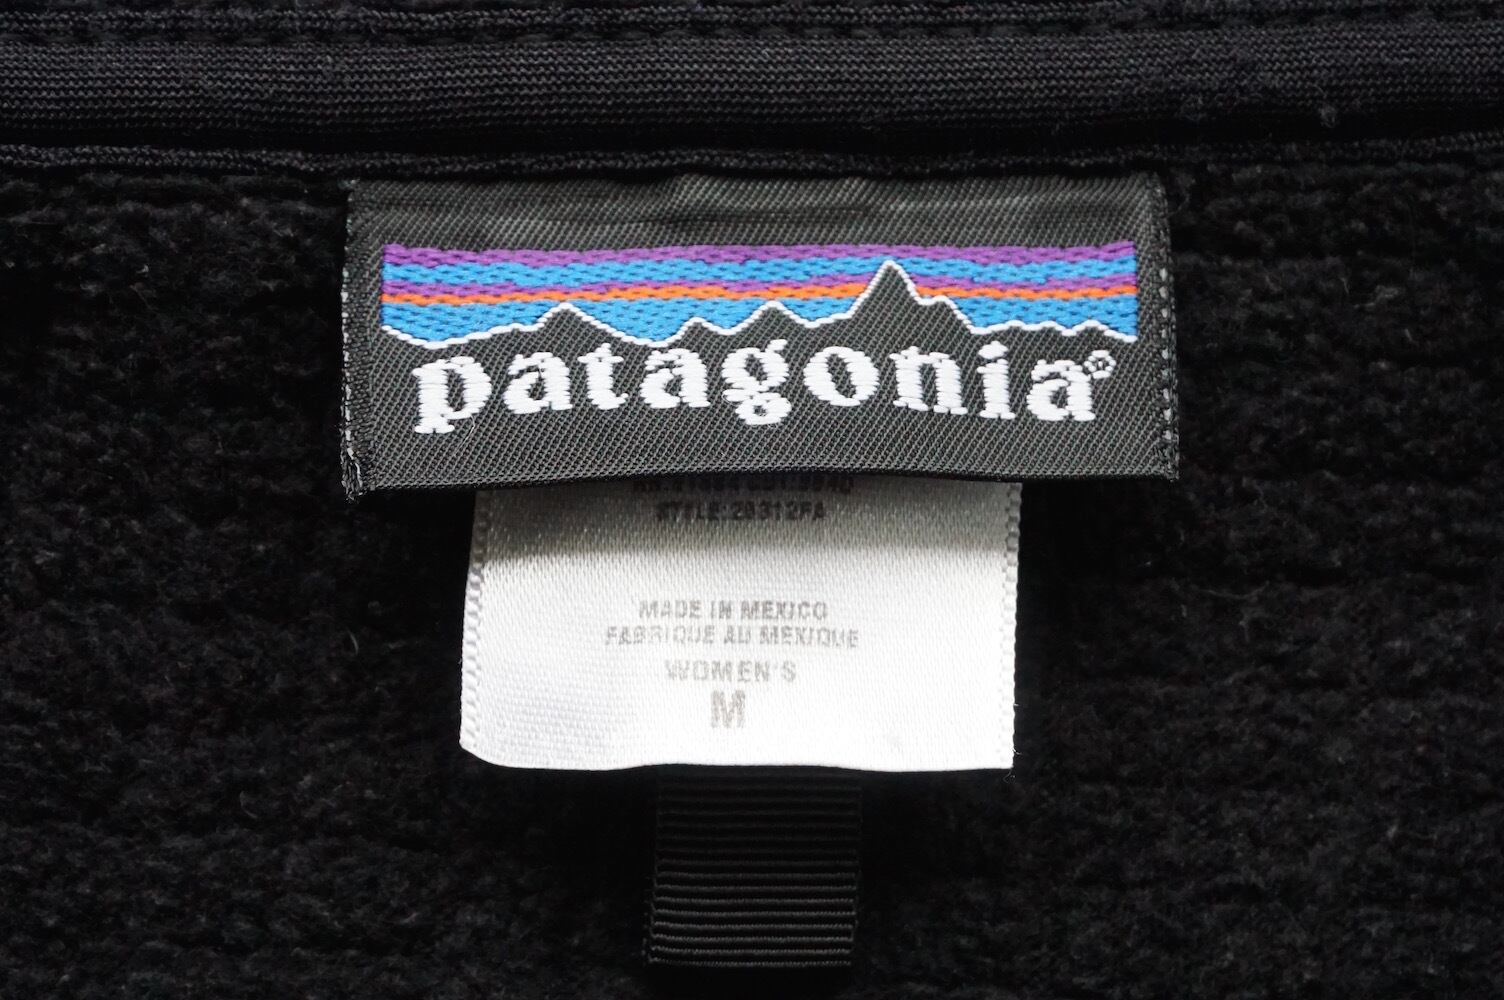 patagonia®
STYLE:28312FA
MADE IN MEXICO
FABRIQUE AU MEXIQUE
WOMEN'S
M